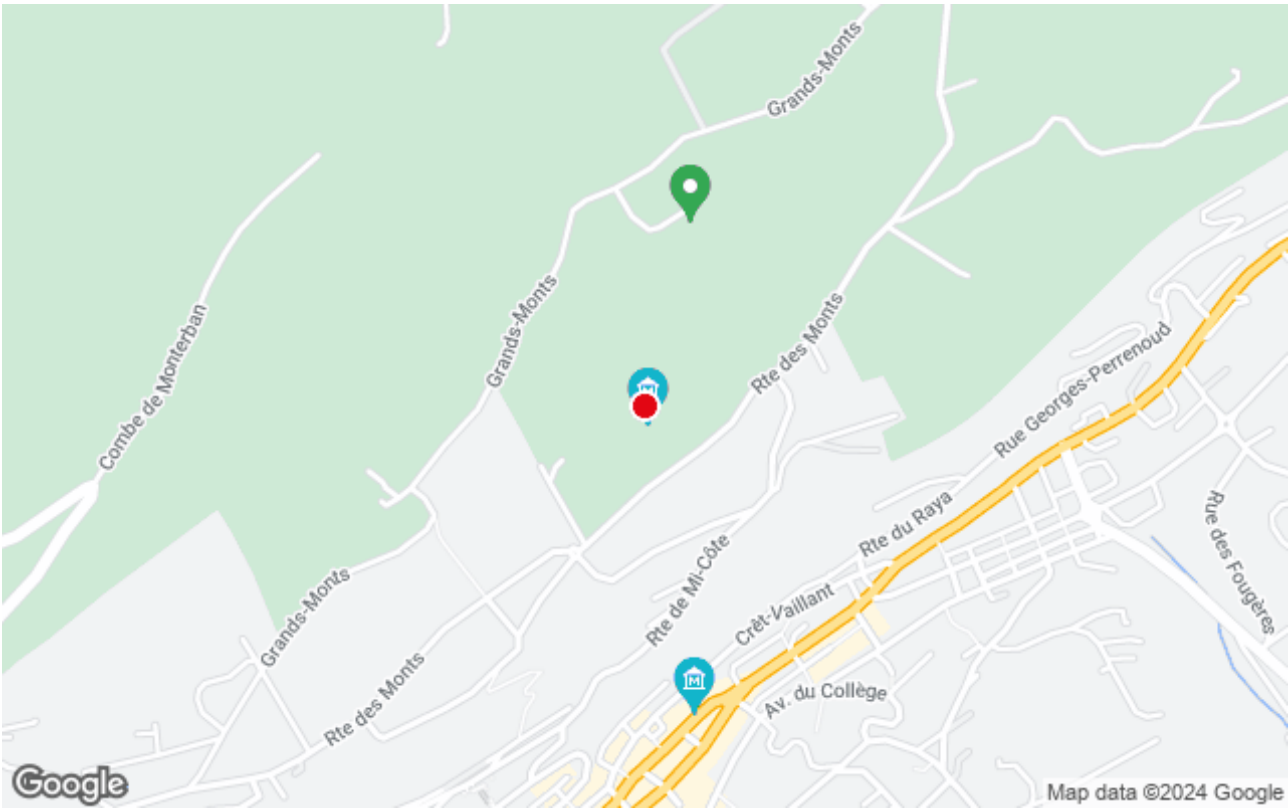 Grands-Monts
Grands-Monts
Combe de Monterban
Rte des Monts
Rue Georges-Perrenoud
Rte du Raya
Rue des Fougères
Rte de Mi-Côte
Crêt-Vaillant
Grands-Monts
Rte des Monts
Av. du Collège
M
M
Google
Map data ©2024 Google